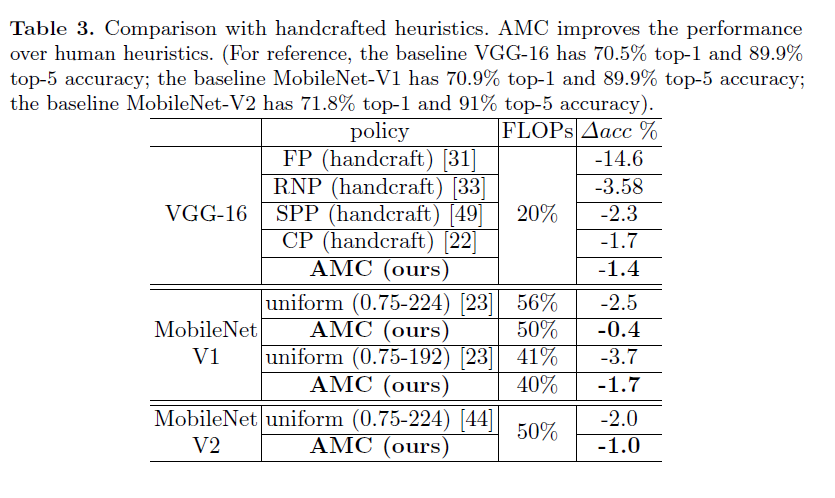 Table 3. Comparison with handcrafted heuristics. AMC improves the performance
over human heuristics. (For reference, the baseline VGG-16 has 70.5% top-1 and 89.9%
top-5 accuracy; the baseline MobileNet-V1 has 70.9% top-1 and 89.9% top-5 accuracy;
the baseline MobileNet-V2 has 71.8% top-1 and 91% top-5 accuracy).
policy FLOPs Δacc %
FP (handcraft) [31] -14.6
RNP (handcraft) [33] -3.58
VGG-16 SPP (handcraft) [49] 20% -2.3
CP (handcraft) [22] -1.7
AMC (ours) -1.4
uniform (0.75-224) [23] 56% -2.5
MobileNet AMC (ours) 50% -0.4
V1 uniform (0.75-192) [23] 41% -3.7
AMC (ours) 40% -1.7
MobileNet uniform (0.75-224) [44] 50% -2.0
V2 AMC (ours) -1.0